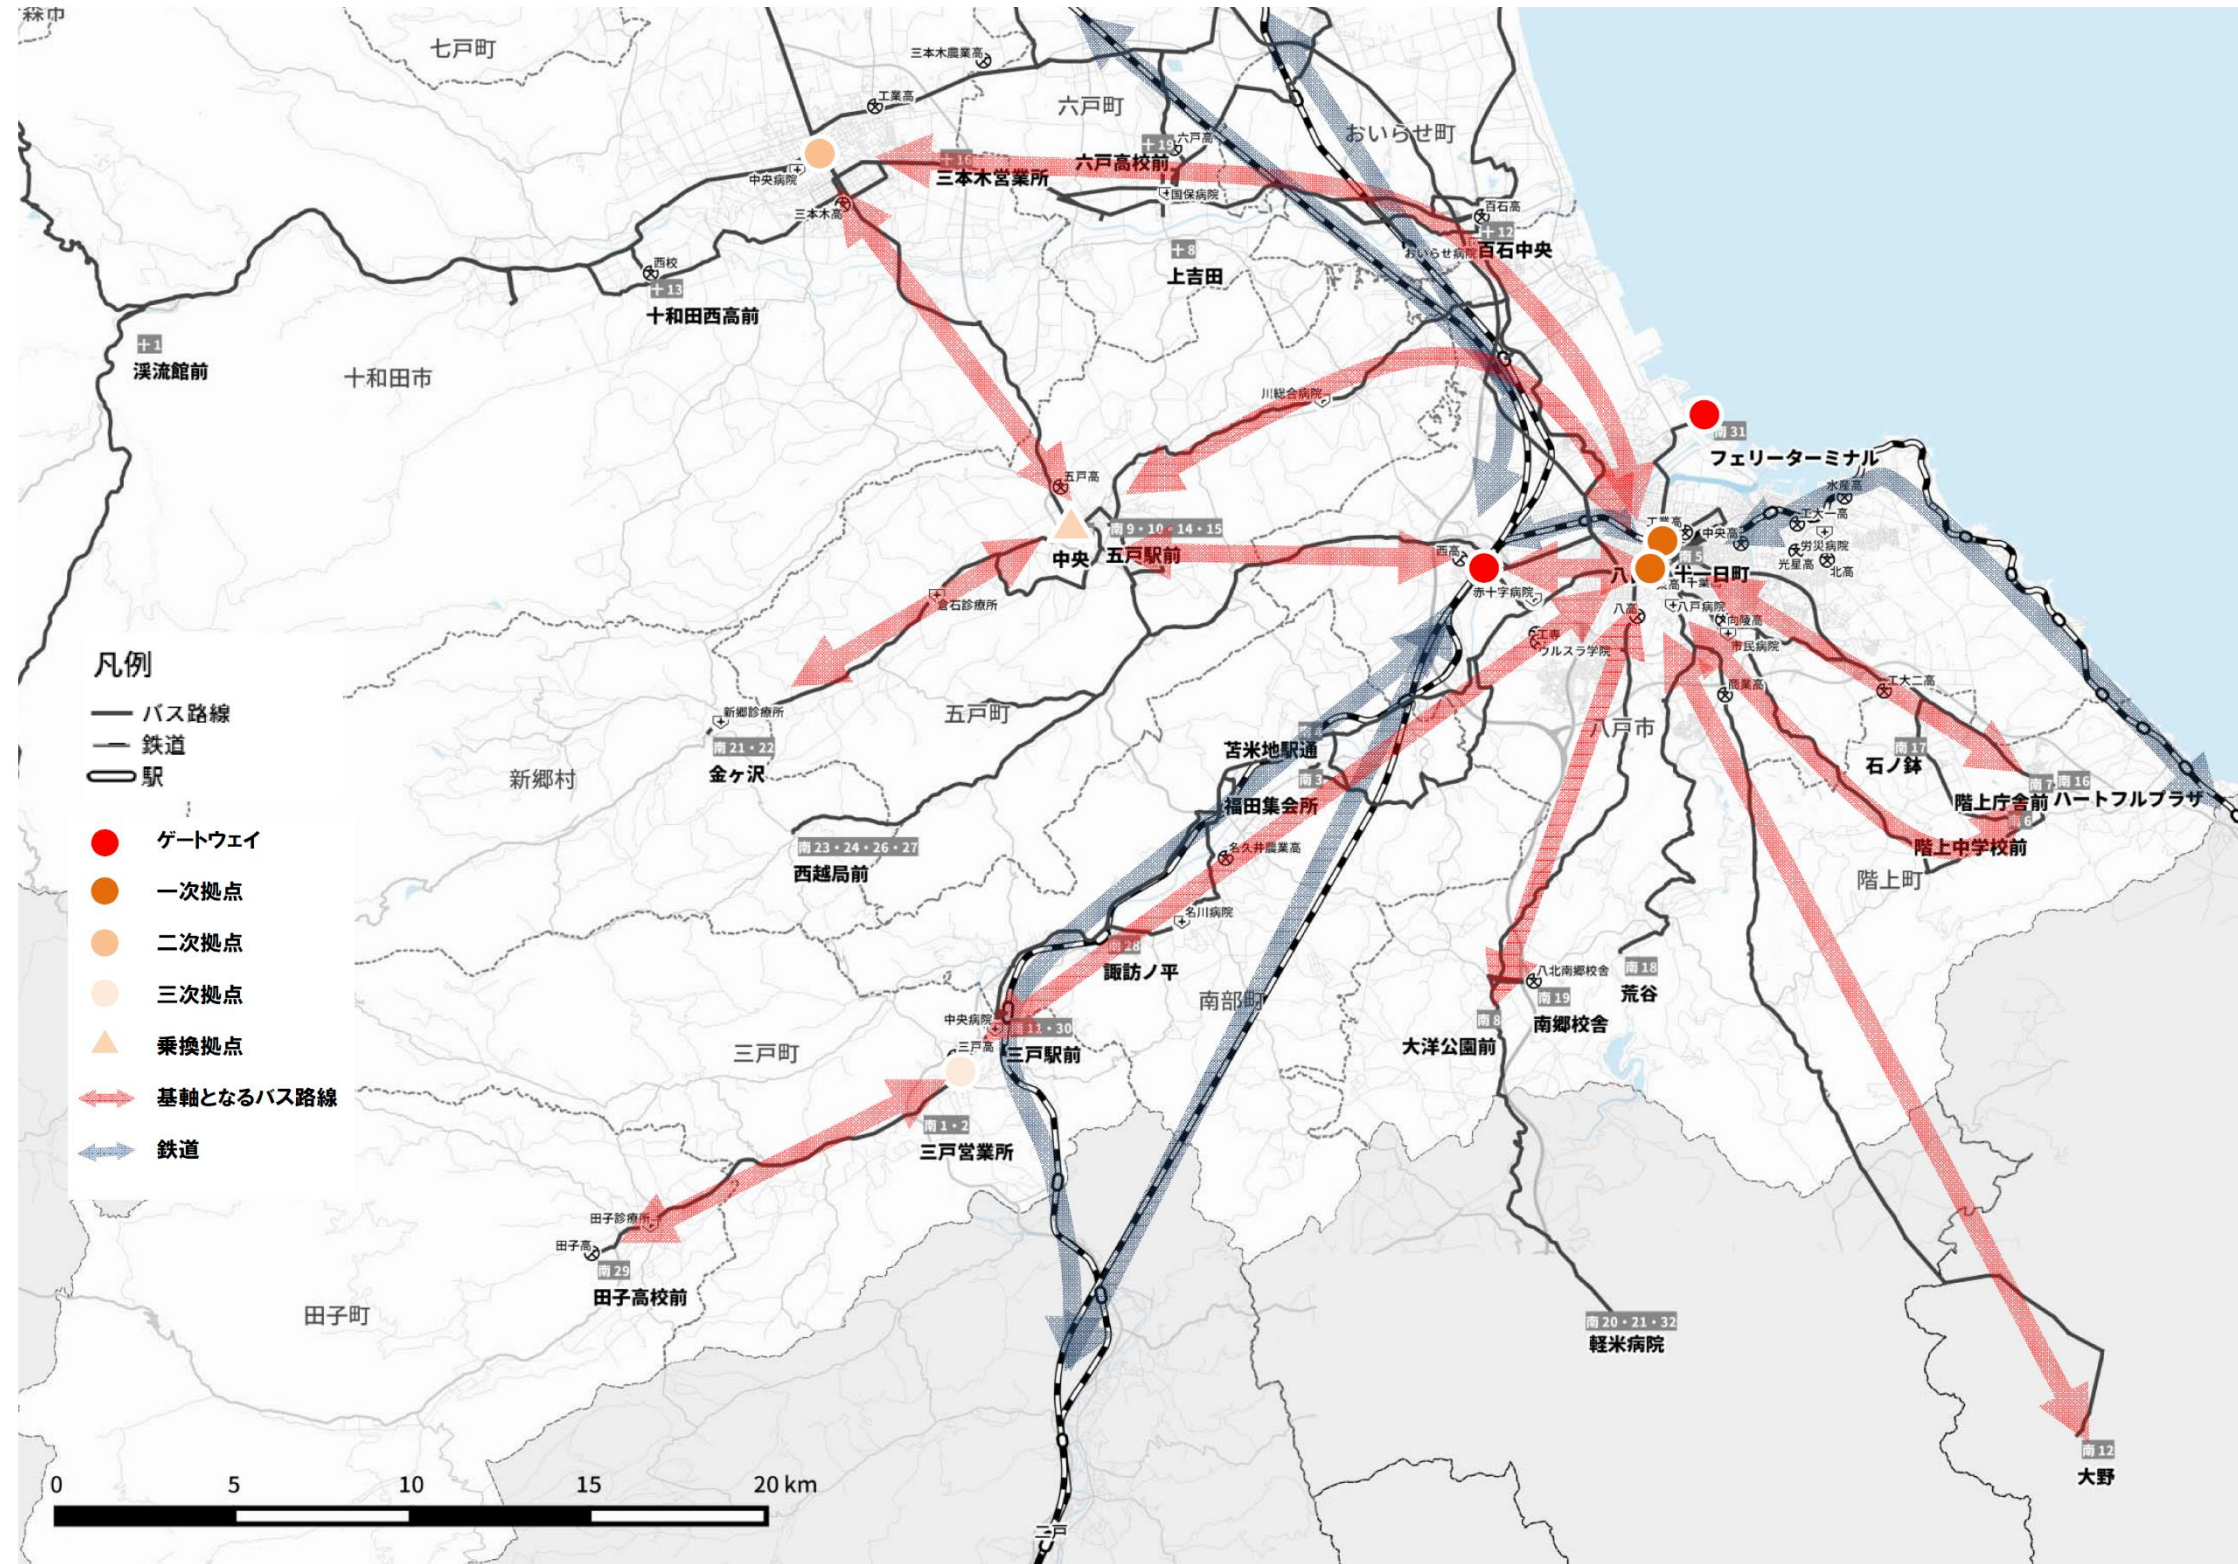 七戸町
三本木農業高
工業高
六戸町
おいらせ町
十19
六戸高
十16
六戸高校前
中央病院
三本木営業所
国保病院
三本木高
百石高
十12
おいらせ病院
百石中央
十8
上吉田
西校
十13
十和田西高前
十1
渓流館前
十和田市
川総合病院
南31
フェリーターミナル
五戸高
水産高
南9・10・14・15
中央
五戸駅前
西高
工業高
中央高
工大一高
労災病院
光星高
北高
南5
十一日町
千葉
赤十字病院
八高
八戸病院
倉石診療所
向陵高
工専
市民病院
ウルスラ学院
凡例
バス路線
鉄道
駅
工大二高
商業高
新郷診療所
五戸町
八戸市
南21・22
金ヶ沢
新郷村
苫米地駅通
南17
石ノ鉢
南3
南7
南16
福田集会所
階上庁舎前
ハートフルプラザ
ゲートウェイ
南23・24・26・27
西越局前
名久井農業高
階上中学校前
階上町
一次拠点
名川病院
二次拠点
南28
諏訪ノ平
八北南郷校舎
南18
荒谷
三次拠点
南19
南部町
中央病院
南11・30
南8
南郷校舎
乗換拠点
三戸町
三戸高
三戸駅前
大洋公園前
基軸となるバス路線
南1・2
鉄道
三戸営業所
田子診療所
田子高
南29
田子高校前
田子町
南20・21・32
軽米病院
南12
大野
0 5 10 15 20 km
二戸